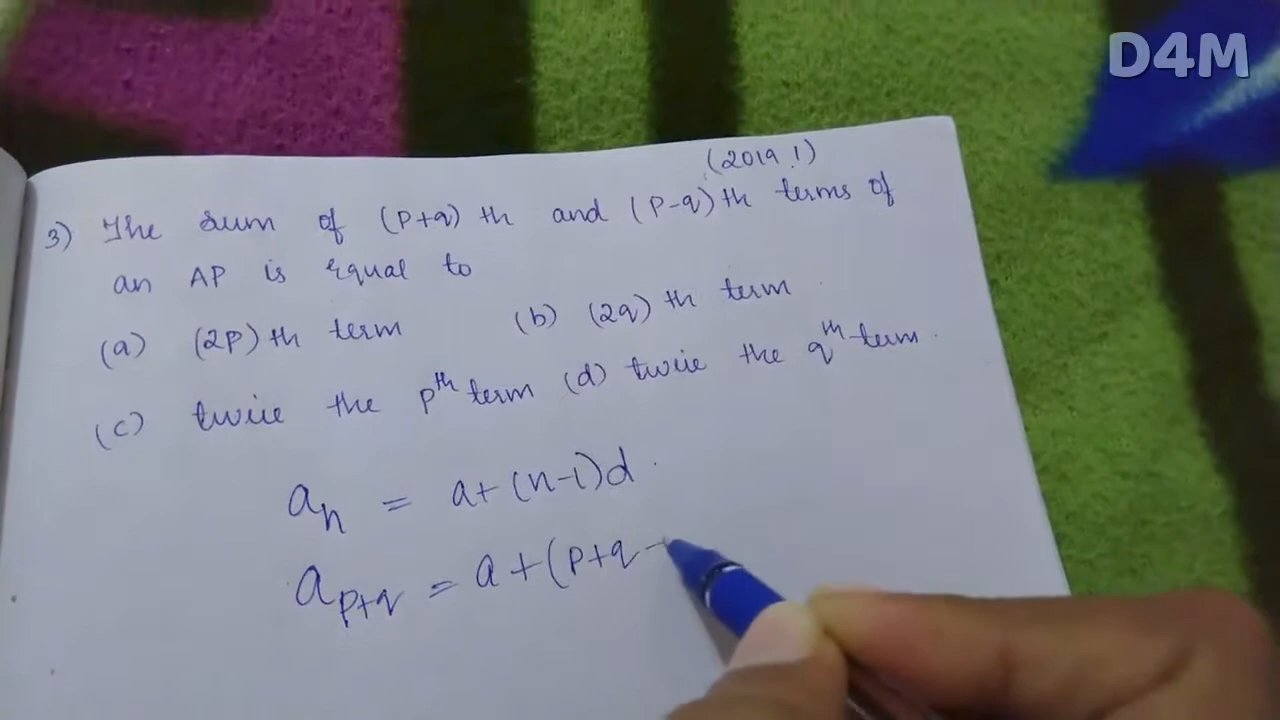 D4M
(2019.1)
3) The sum of (p+q) th and (p-q) th terms of
an AP is equal to
(a) (2p) th term (b) (2q) th term
(c) twice the pth term (d) twice the qth term.
an = a+(n-1)d.
ap+q = a+(p+q-